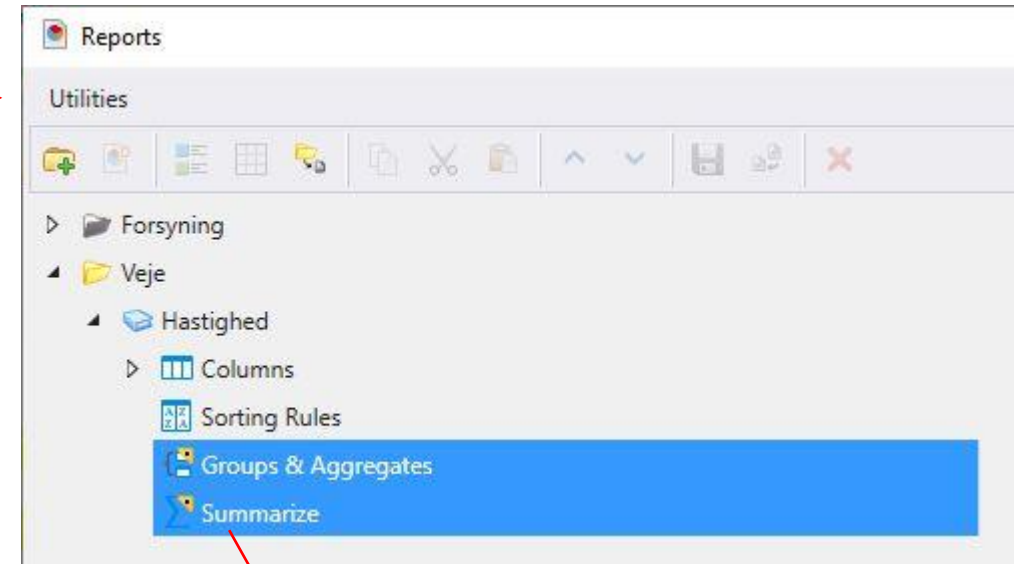 Reports
Utilities
Forsyning
Veje
Hastighed
Columns
Sorting Rules
Groups & Aggregates
Summarize